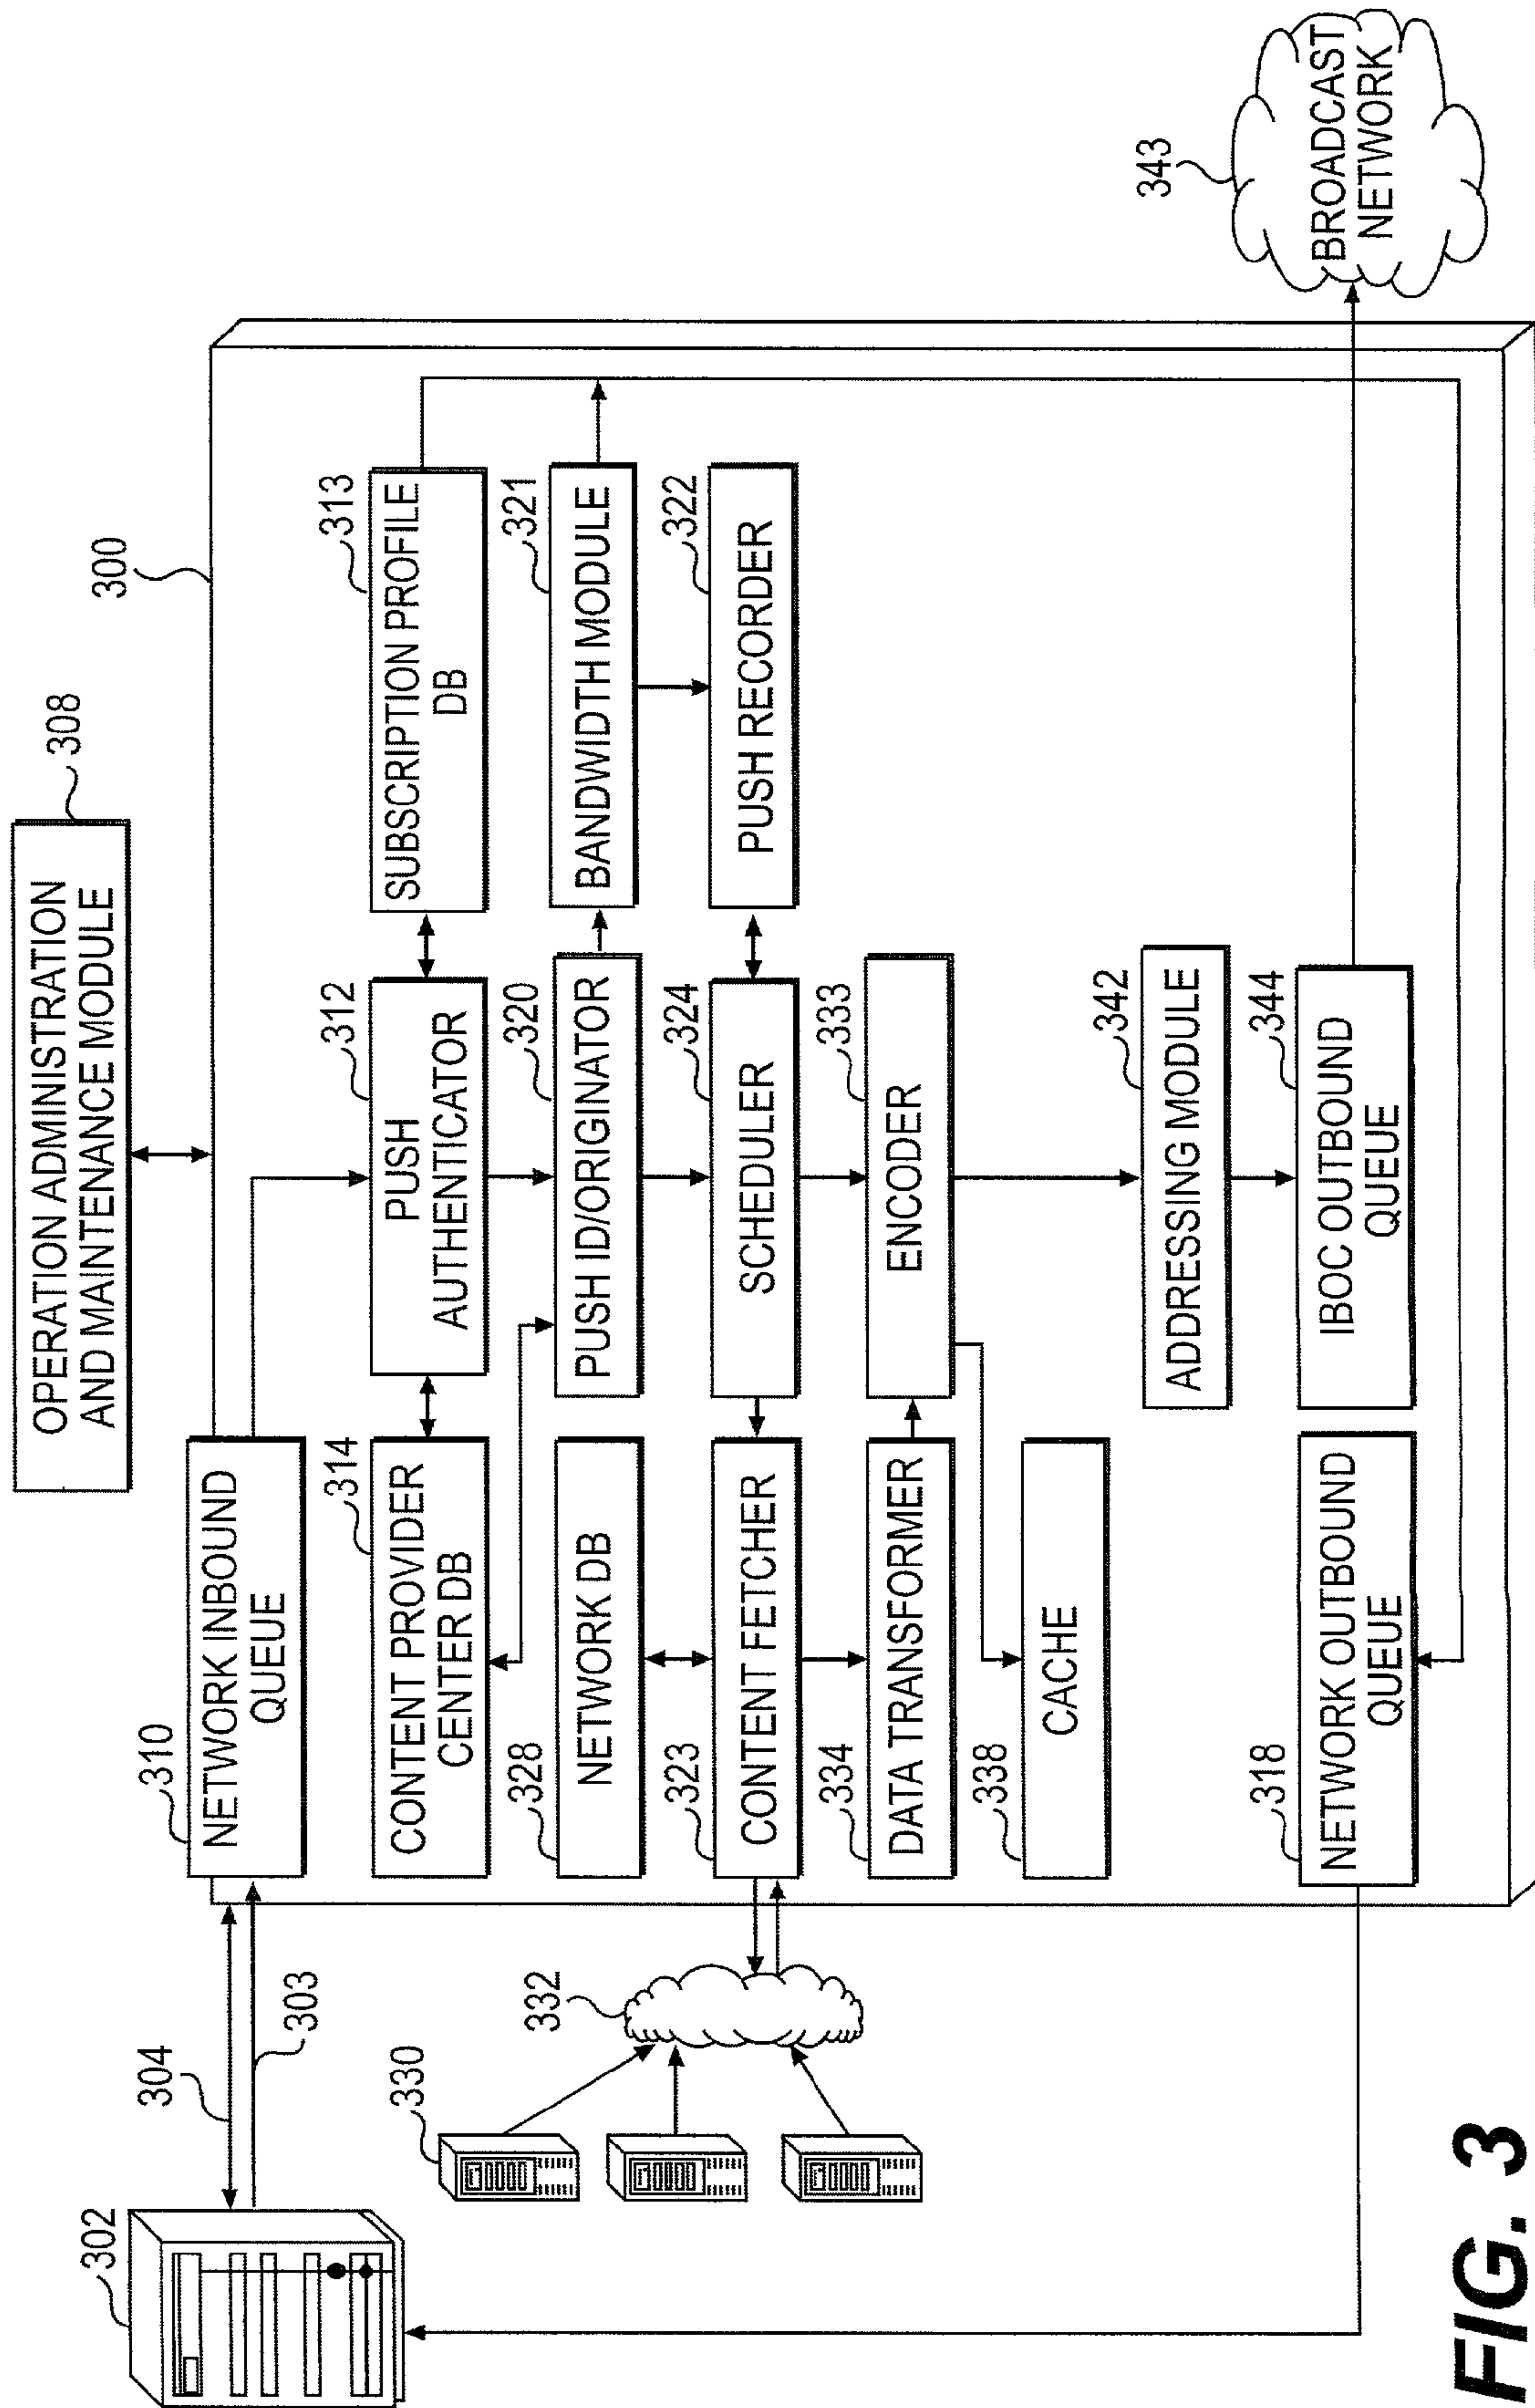 OPERATION ADMINISTRATION
AND MAINTENANCE MODULE
308
300
302
304
303
310
NETWORK INBOUND
QUEUE
314
CONTENT PROVIDER
CENTER DB
312
PUSH
AUTHENTICATOR
313
SUBSCRIPTION PROFILE
DB
328
NETWORK DB
320
PUSH ID/ORIGINATOR
321
BANDWIDTH MODULE
330
332
323
CONTENT FETCHER
324
SCHEDULER
322
PUSH RECORDER
334
DATA TRANSFORMER
333
ENCODER
338
CACHE
342
ADDRESSING MODULE
343
BROADCAST
NETWORK
318
NETWORK OUTBOUND
QUEUE
344
IBOC OUTBOUND
QUEUE
FIG. 3